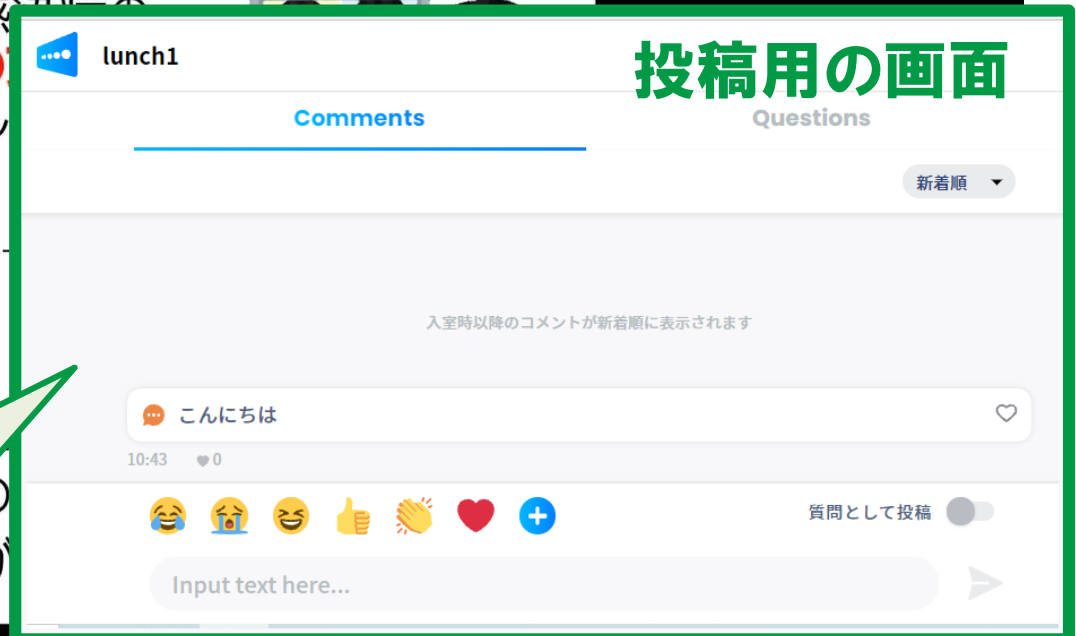 lunch1
投稿用の画面
Comments
Questions
新着順
入室時以降のコメントが新着順に表示されます
こんにちは
10:43
0
質問として投稿
Input text here...